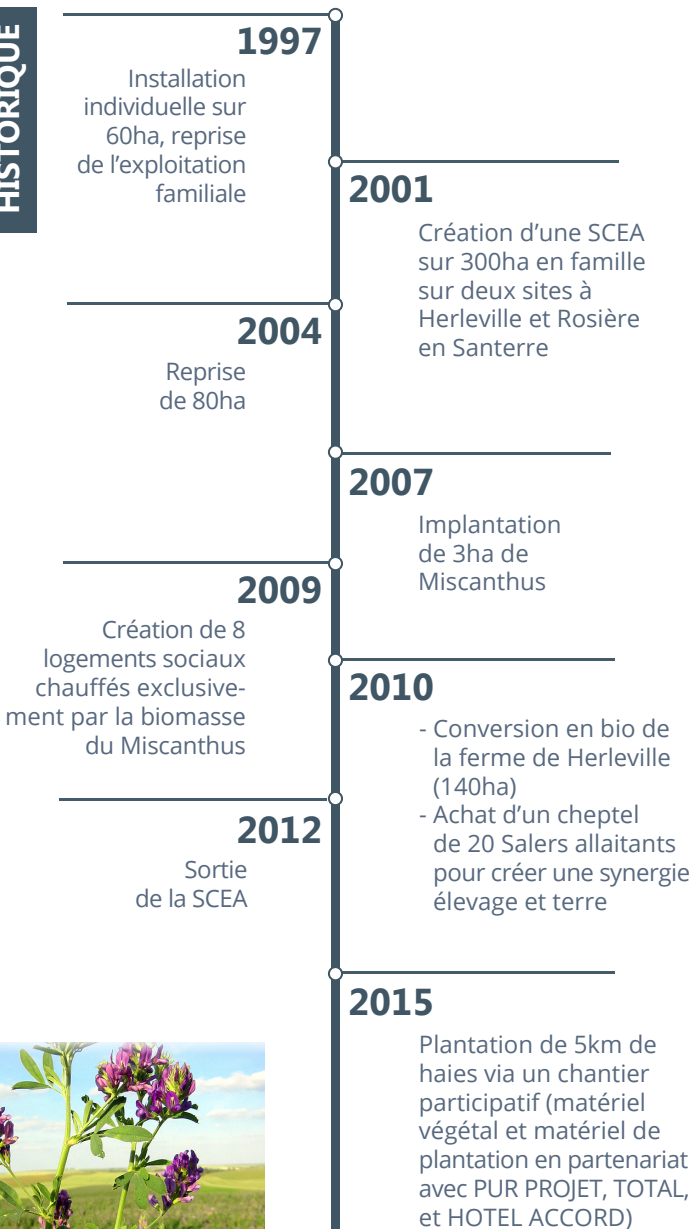 HISTORIQUE
1997
Installation
individuelle sur
60ha, reprise
de l’exploitation
familiale
2001
Création d’une SCEA
sur 300ha en famille
sur deux sites à
Herleville et Rosière
en Santerre
2004
Reprise
de 80ha
2007
Implantation
de 3ha de
Miscanthus
2009
Création de 8
logements sociaux
chauffés exclusive-
ment par la biomasse
du Miscanthus
2010
- Conversion en bio de
la ferme de Herleville
(140ha)
- Achat d’un cheptel
de 20 Salers allaitants
pour créer une synergie
élevage et terre
2012
Sortie
de la SCEA
2015
Plantation de 5km de
haies via un chantier
participatif (matériel
végétal et matériel de
plantation en partenariat
avec PUR PROJET, TOTAL,
et HOTEL ACCORD)